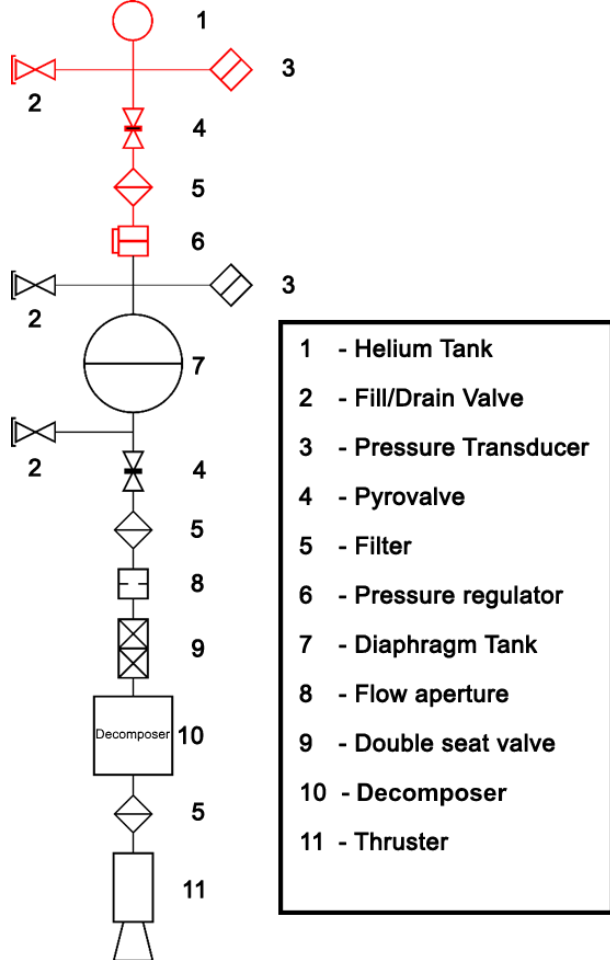 1
3
2
4
5
6
3
2
7
2
4
5
8
9
Decomposer 10
5
11
1 - Helium Tank
2 - Fill/Drain Valve
3 - Pressure Transducer
4 - Pyrovalve
5 - Filter
6 - Pressure regulator
7 - Diaphragm Tank
8 - Flow aperture
9 - Double seat valve
10 - Decomposer
11 - Thruster